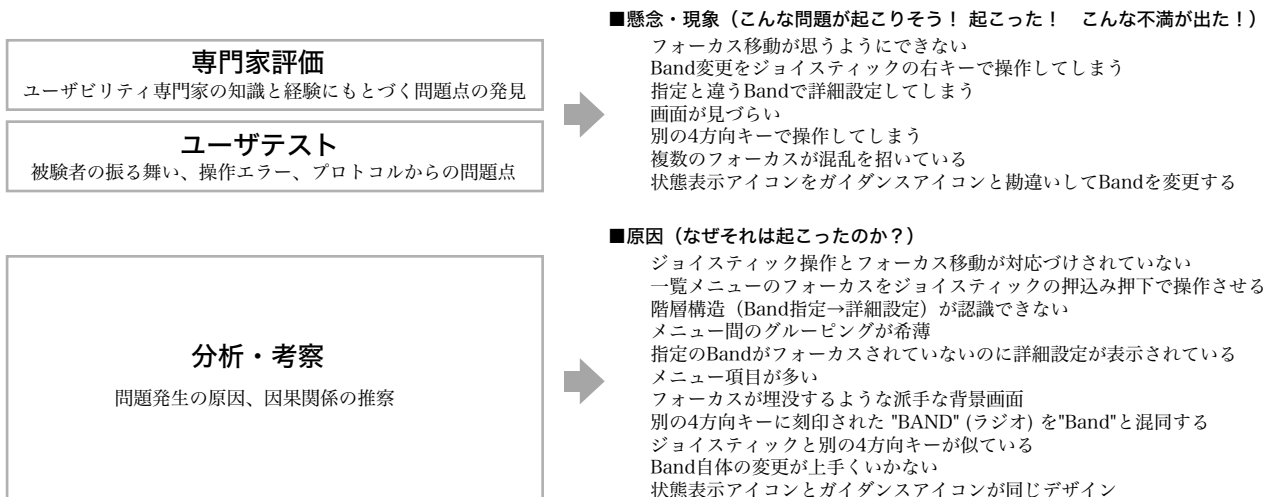 専門家評価
ユーザビリティ専門家の知識と経験にもとづく問題点の発見
ユーザテスト
被験者の振る舞い、操作エラー、プロトコルからの問題点
■懸念・現象（こんな問題が起こりそう！ 起こった！　こんな不満が出た！）
フォーカス移動が思うようにできない
Band変更をジョイスティックの右キーで操作してしまう
指定と違うBandで詳細設定してしまう
画面が見づらい
別の4方向キーで操作してしまう
複数のフォーカスが混乱を招いている
状態表示アイコンをガイダンスアイコンと勘違いしてBandを変更する
分析・考察
問題発生の原因、因果関係の推察
■原因（なぜそれは起こったのか？）
ジョイスティック操作とフォーカス移動が対応づけされていない
一覧メニューのフォーカスをジョイスティックの押込み押下で操作させる
階層構造（Band指定→詳細設定）が認識できない
メニュー間のグルーピングが希薄
指定のBandがフォーカスされていないのに詳細設定が表示されている
メニュー項目が多い
フォーカスが埋没するような派手な背景画面
別の4方向キーに刻印された "BAND" (ラジオ) を"Band"と混同する
ジョイスティックと別の4方向キーが似ている
Band自体の変更が上手くいかない
状態表示アイコンとガイダンスアイコンが同じデザイン